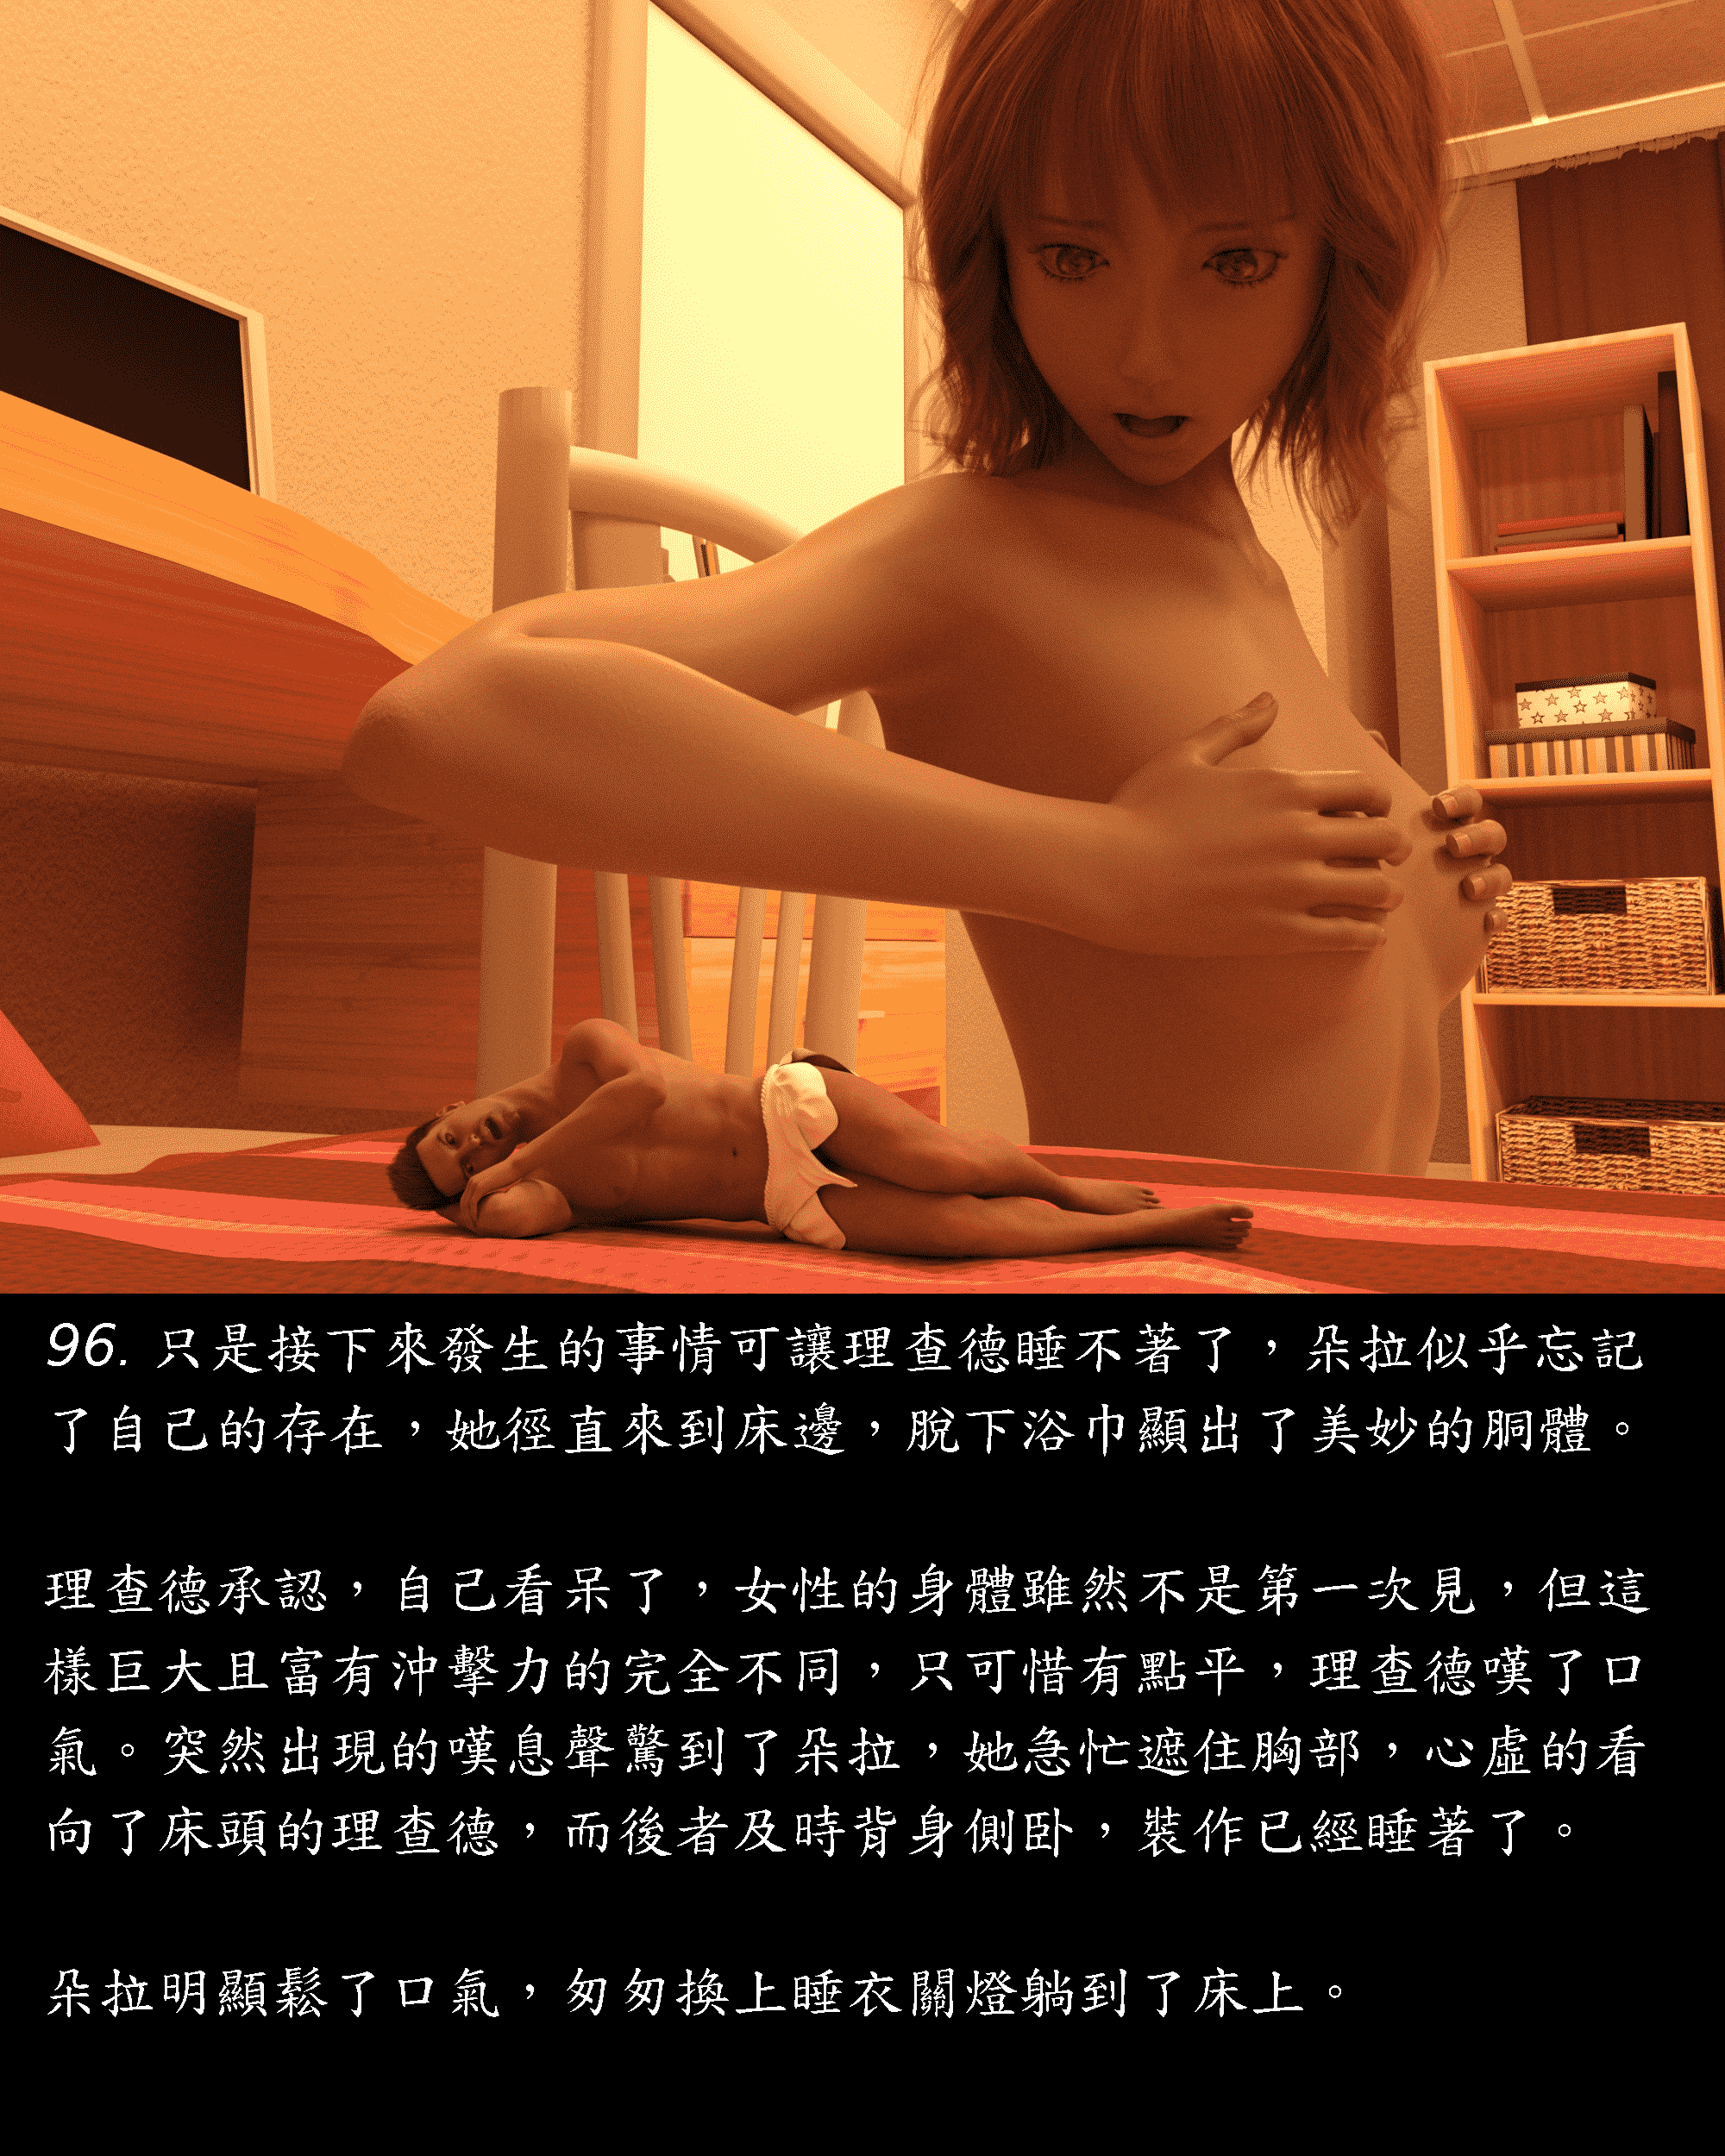 96. 只是接下來發生的事情可讓理查德睡不著了，朵拉似乎忘記
了自己的存在，她徑直來到床邊，脫下浴巾顯出了美妙的胴體。
理查德承認，自己看呆了，女性的身體雖然不是第一次見，但這
樣巨大且富有沖擊力的完全不同，只可惜有點平，理查德嘆了口
氣。突然出現的嘆息聲驚到了朵拉，她急忙遮住胸部，心虛的看
向了床頭的理查德，而後者及時背身側卧，裝作已經睡著了。
朵拉明顯鬆了口氣，匆匆換上睡衣關燈躺到了床上。